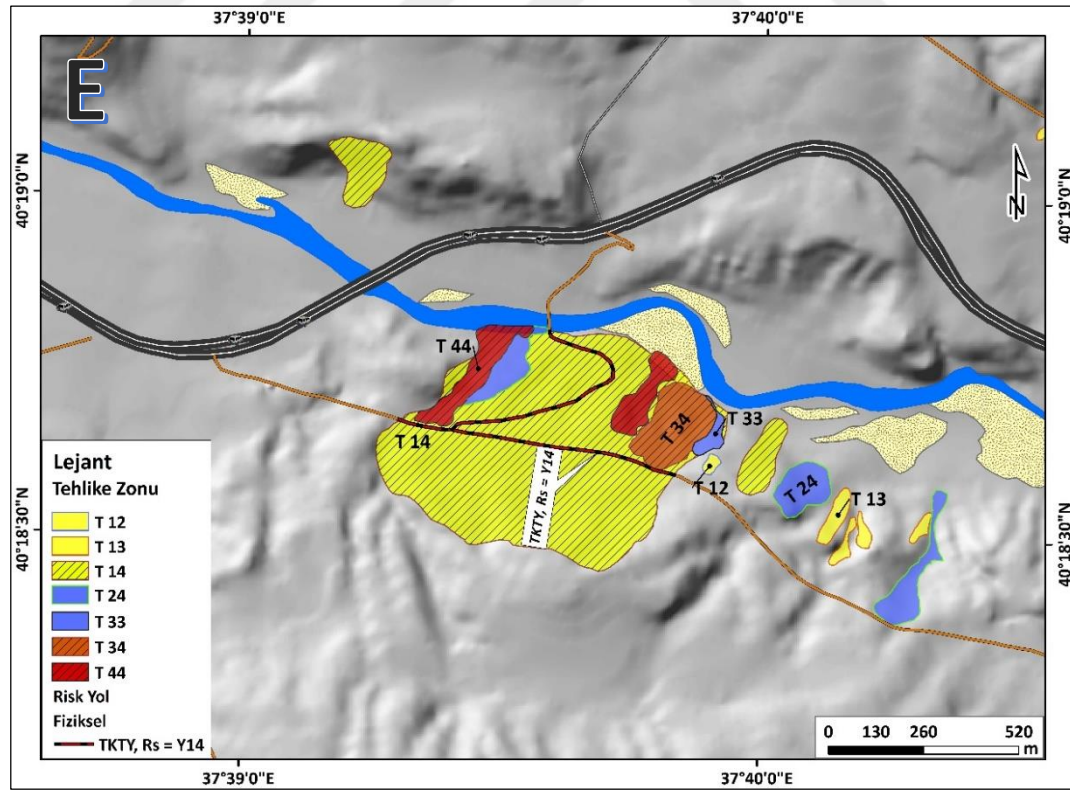 37°39'0"E
37°40'0"E
E
40°19'0"N
40°19'0"N
N
T 44
T 14
T 34
T 33
T 12
T 24
T 13
TKTY, Rs = Y14
40°18'30"N
40°18'30"N
Lejant
Tehlike Zonu
T 12
T 13
T 14
T 24
T 33
T 34
T 44
Risk Yol
Fiziksel
TKTY, Rs = Y14
0 130 260 520
m
37°39'0"E
37°40'0"E